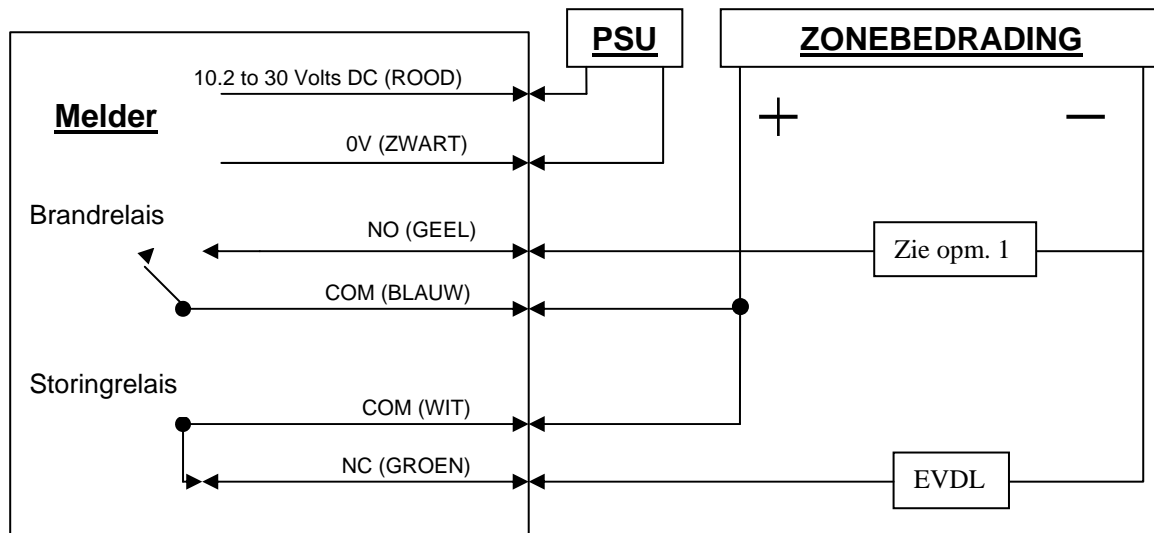 PSU
ZONEBEDRADING
10.2 to 30 Volts DC (ROOD)
Melder
+
−
0V (ZWART)
Brandrelais
NO (GEEL)
Zie opm. 1
COM (BLAUW)
Storingrelais
COM (WIT)
NC (GROEN)
EVDL